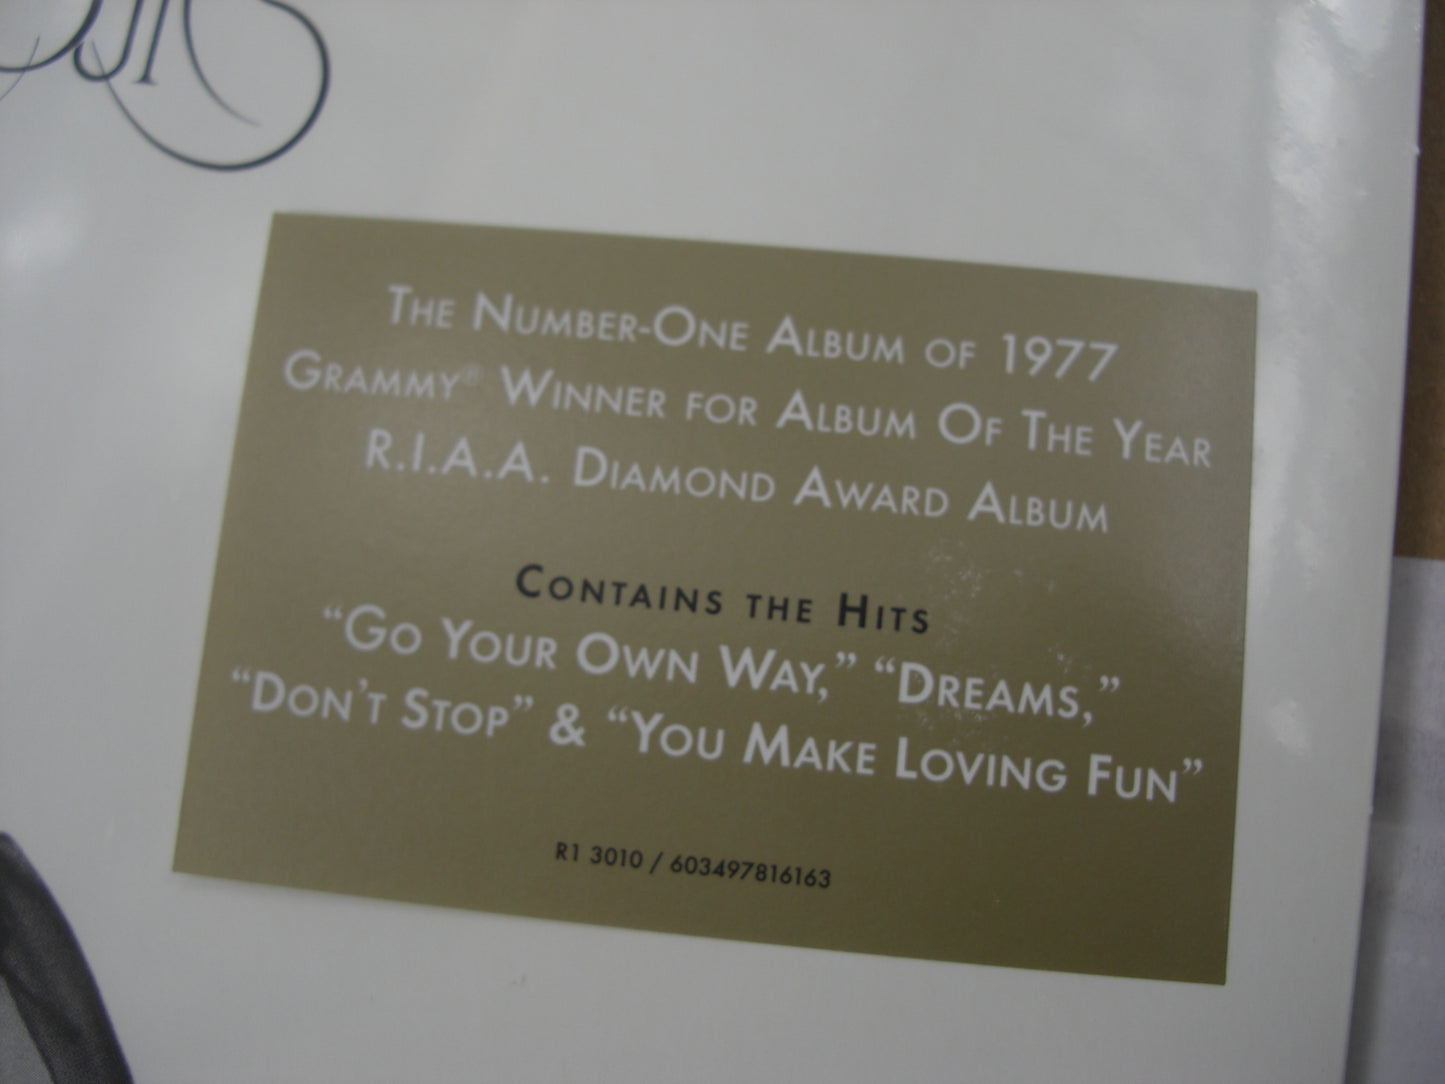 The Number-One Album of 1977
Grammy® Winner for Album Of The Year
R.I.A.A. Diamond Award Album
Contains the Hits
“Go Your Own Way,” “Dreams,”
“Don’t Stop” & “You Make Loving Fun”
R1 3010 / 603497816163